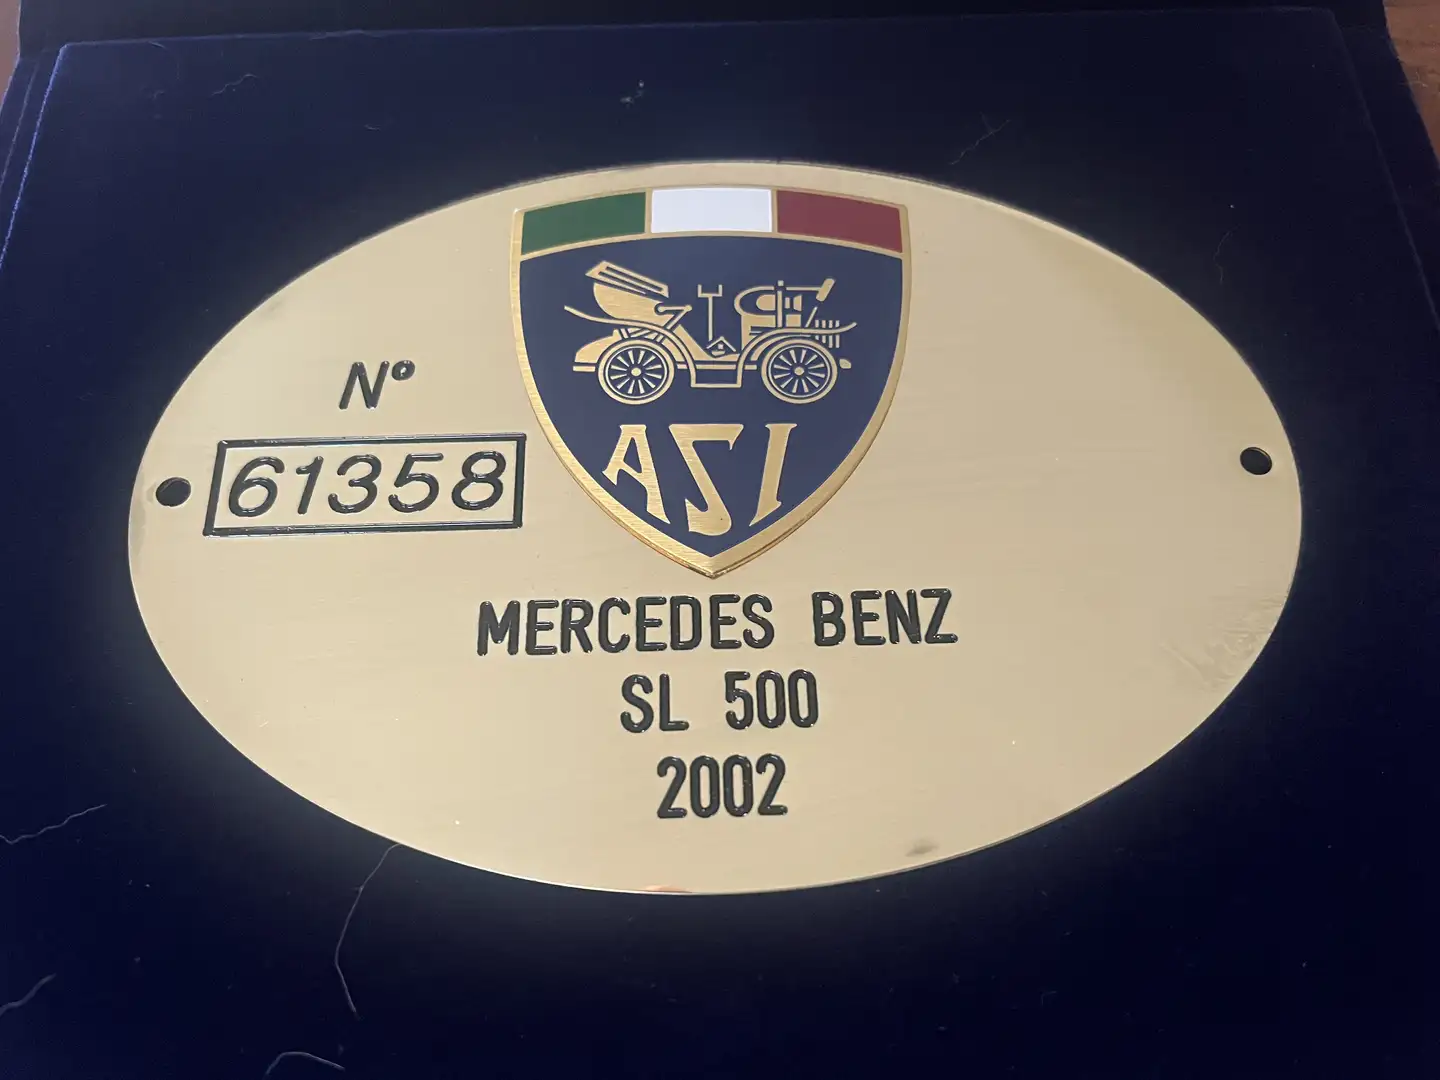 N°
61358
ASI
MERCEDES BENZ
SL 500
2002